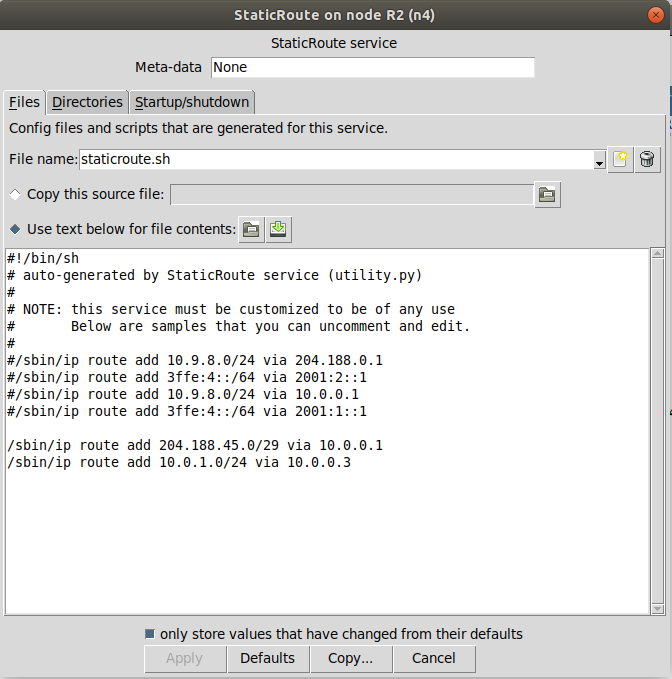 StaticRoute on node R2 (n4)
StaticRoute service
Meta-data None
Files Directories Startup/shutdown
Config files and scripts that are generated for this service.
File name: staticroute.sh
Copy this source file:
Use text below for file contents:
#!/bin/sh
# auto-generated by StaticRoute service (utility.py)
#
# NOTE: this service must be customized to be of any use
#       Below are samples that you can uncomment and edit.
#
#/sbin/ip route add 10.9.8.0/24 via 204.188.0.1
#/sbin/ip route add 3ffe:4::/64 via 2001:2::1
#/sbin/ip route add 10.9.8.0/24 via 10.0.0.1
#/sbin/ip route add 3ffe:4::/64 via 2001:1::1
/sbin/ip route add 204.188.45.0/29 via 10.0.0.1
/sbin/ip route add 10.0.1.0/24 via 10.0.0.3
only store values that have changed from their defaults
Apply Defaults Copy... Cancel